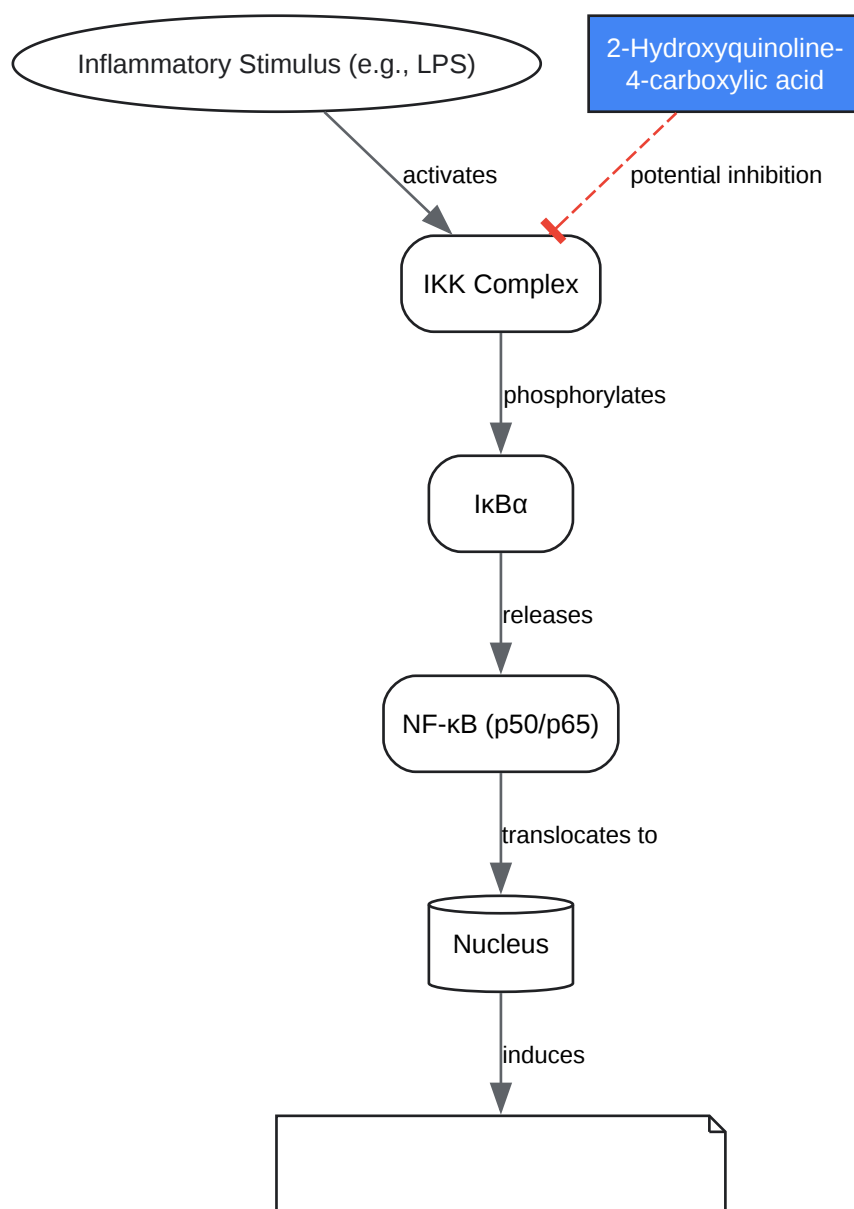 Inflammatory Stimulus (e.g., LPS)
2-Hydroxyquinoline-
4-carboxylic acid
activates
potential inhibition
IKK Complex
phosphorylates
IκBα
releases
NF-κB (p50/p65)
translocates to
Nucleus
induces